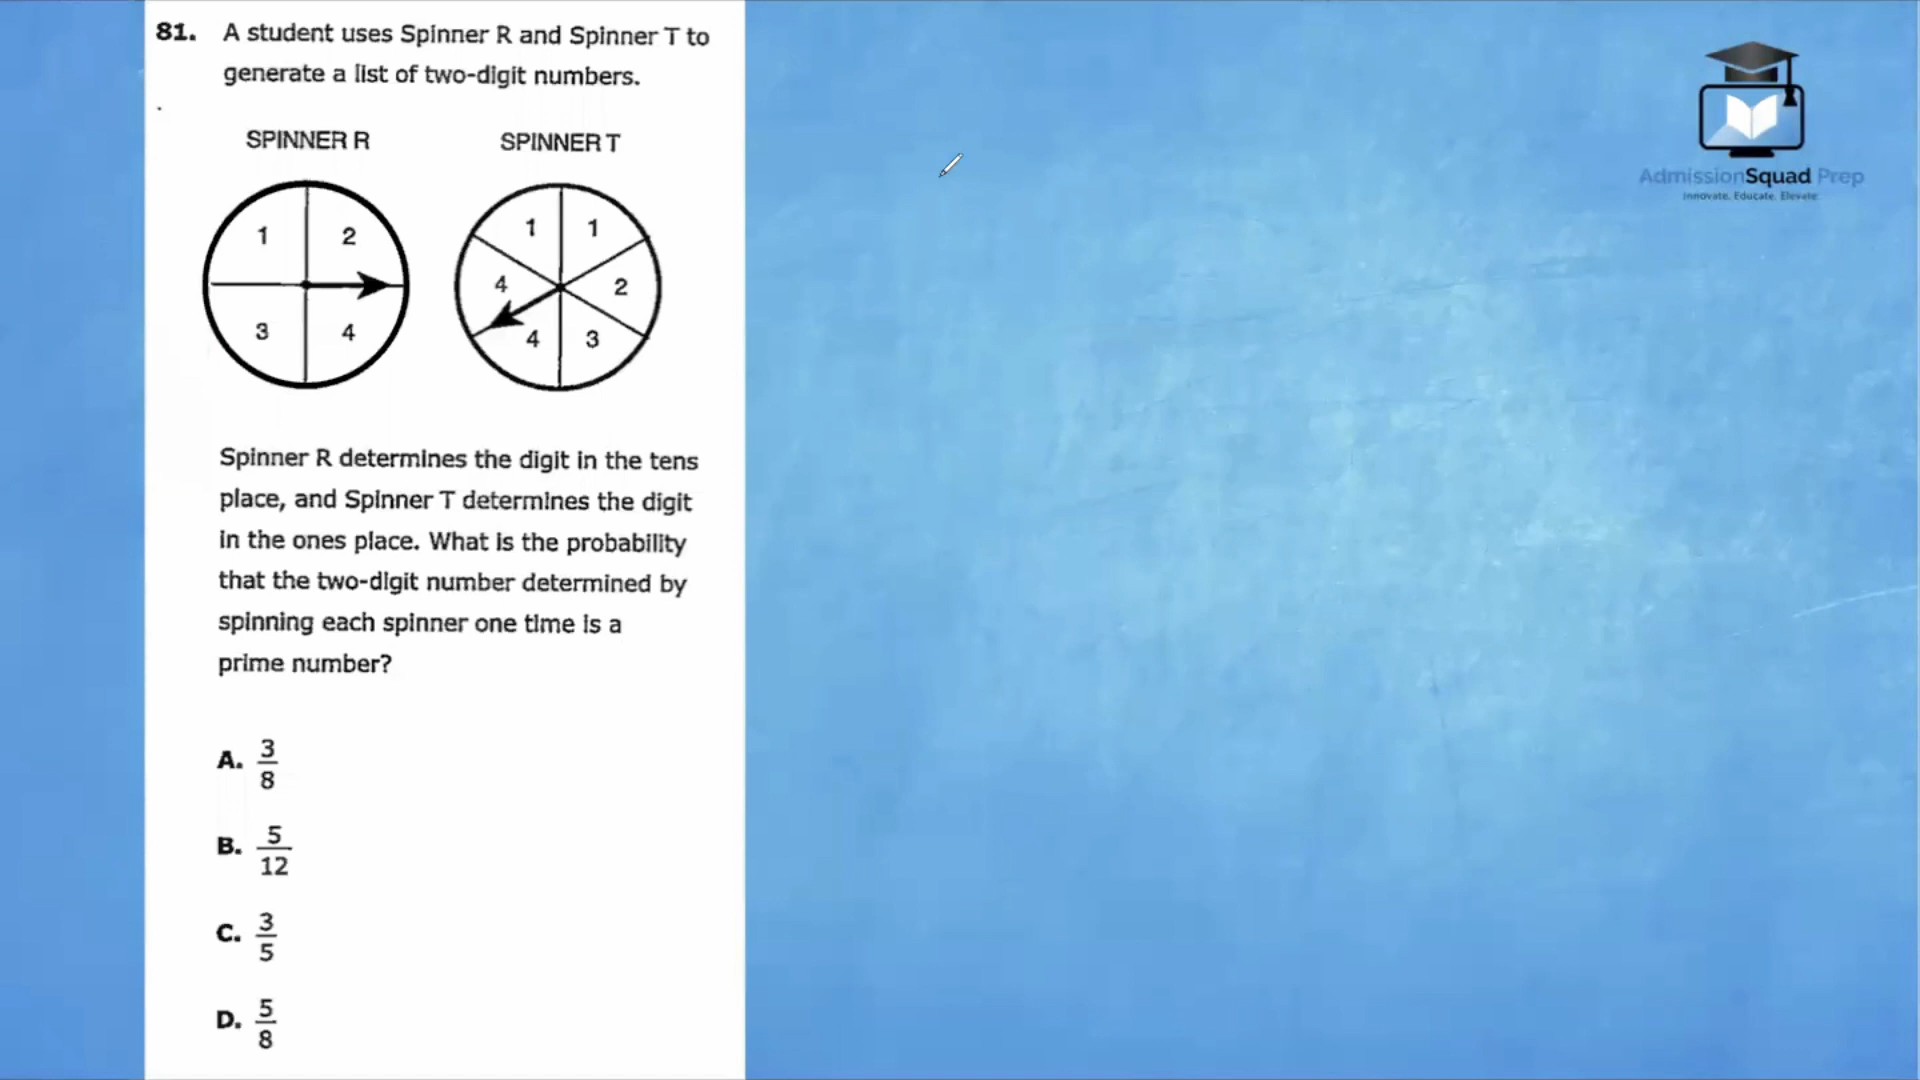 81. A student uses Spinner R and Spinner T to
generate a list of two-digit numbers.
SPINNER R
SPINNER T
1
2
3
4
1
1
4
2
4
3
Spinner R determines the digit in the tens
place, and Spinner T determines the digit
in the ones place. What is the probability
that the two-digit number determined by
spinning each spinner one time is a
prime number?
A. 3/8
B. 5/12
C. 3/5
D. 5/8
AdmissionSquad Prep
Innovate. Educate. Elevate.